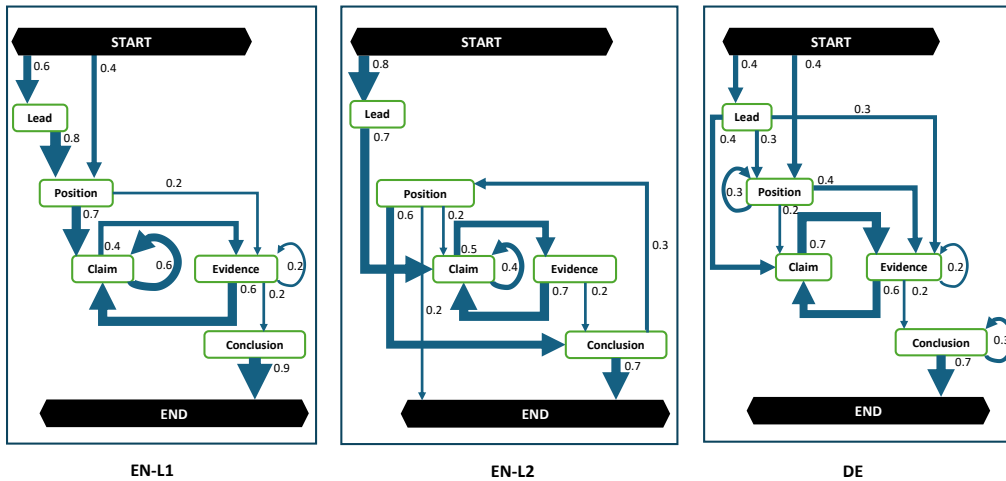 START
0.6
0.4
Lead
0.8
Position
0.2
0.7
0.4
Claim
0.6
Evidence
0.2
0.6
0.2
Conclusion
0.9
END
EN-L1
START
0.8
Lead
0.7
Position
0.6
0.2
0.3
0.5
Claim
0.4
Evidence
0.7
0.2
0.2
Conclusion
0.7
END
EN-L2
START
0.4
0.4
Lead
0.3
0.4
0.3
Position
0.3
0.4
0.2
0.7
Claim
Evidence
0.2
0.6
0.2
Conclusion
0.3
0.7
END
DE